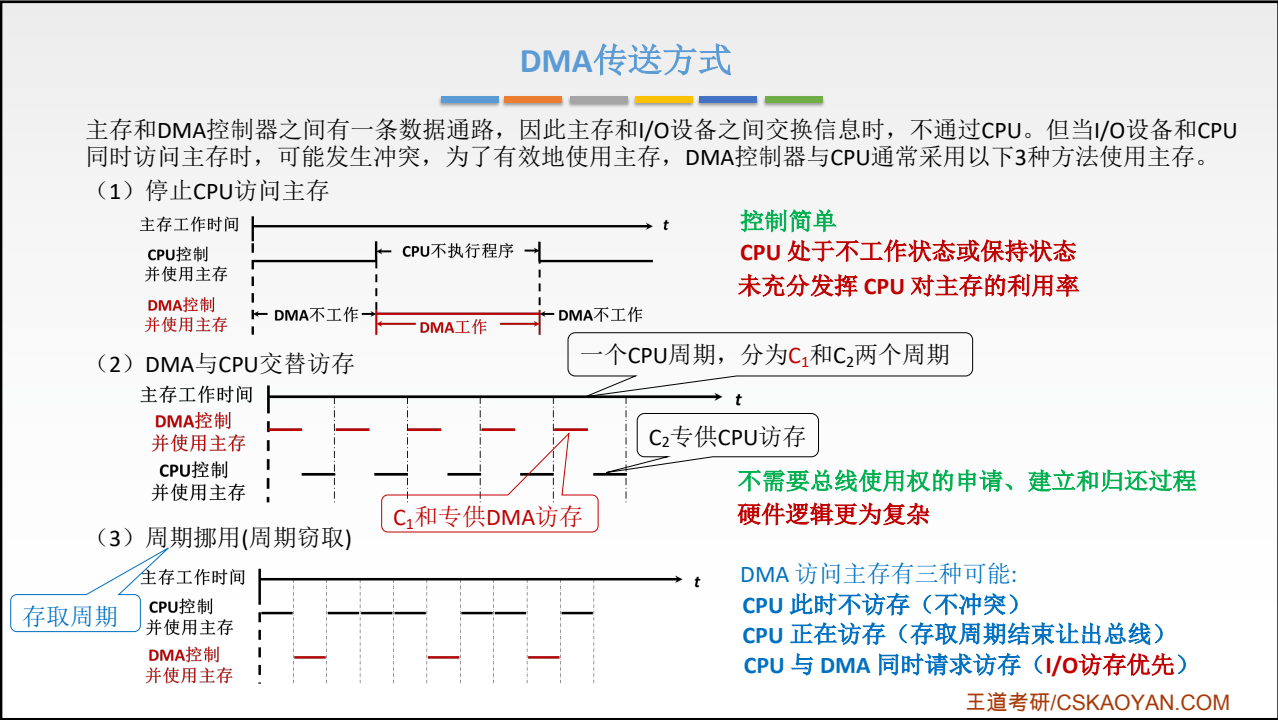 DMA传送方式
主存和DMA控制器之间有一条数据通路，因此主存和I/O设备之间交换信息时，不通过CPU。但当I/O设备和CPU
同时访问主存时，可能发生冲突，为了有效地使用主存，DMA控制器与CPU通常采用以下3种方法使用主存。
（1）停止CPU访问主存
主存工作时间
t
CPU控制
并使用主存
CPU不执行程序
DMA控制
并使用主存
DMA不工作
DMA工作
DMA不工作
控制简单
CPU 处于不工作状态或保持状态
未充分发挥 CPU 对主存的利用率
（2）DMA与CPU交替访存
一个CPU周期，分为C₁和C₂两个周期
主存工作时间
t
DMA控制
并使用主存
C₂专供CPU访存
CPU控制
并使用主存
C₁和专供DMA访存
不需要总线使用权的申请、建立和归还过程
硬件逻辑更为复杂
（3）周期挪用(周期窃取)
存取周期
主存工作时间
t
CPU控制
并使用主存
DMA控制
并使用主存
DMA 访问主存有三种可能:
CPU 此时不访存（不冲突）
CPU 正在访存（存取周期结束让出总线）
CPU 与 DMA 同时请求访存（I/O访存优先）
王道考研/CSKAOYAN.COM